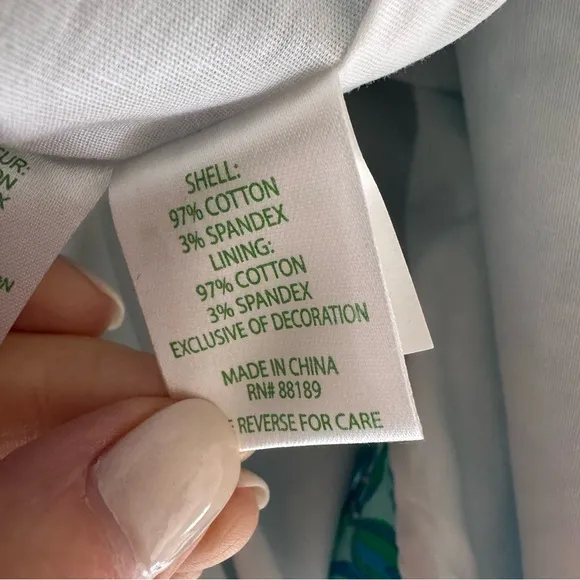 SHELL:
97% COTTON
3% SPANDEX
LINING:
97% COTTON
3% SPANDEX
EXCLUSIVE OF DECORATION
MADE IN CHINA
RN# 88189
REVERSE FOR CARE